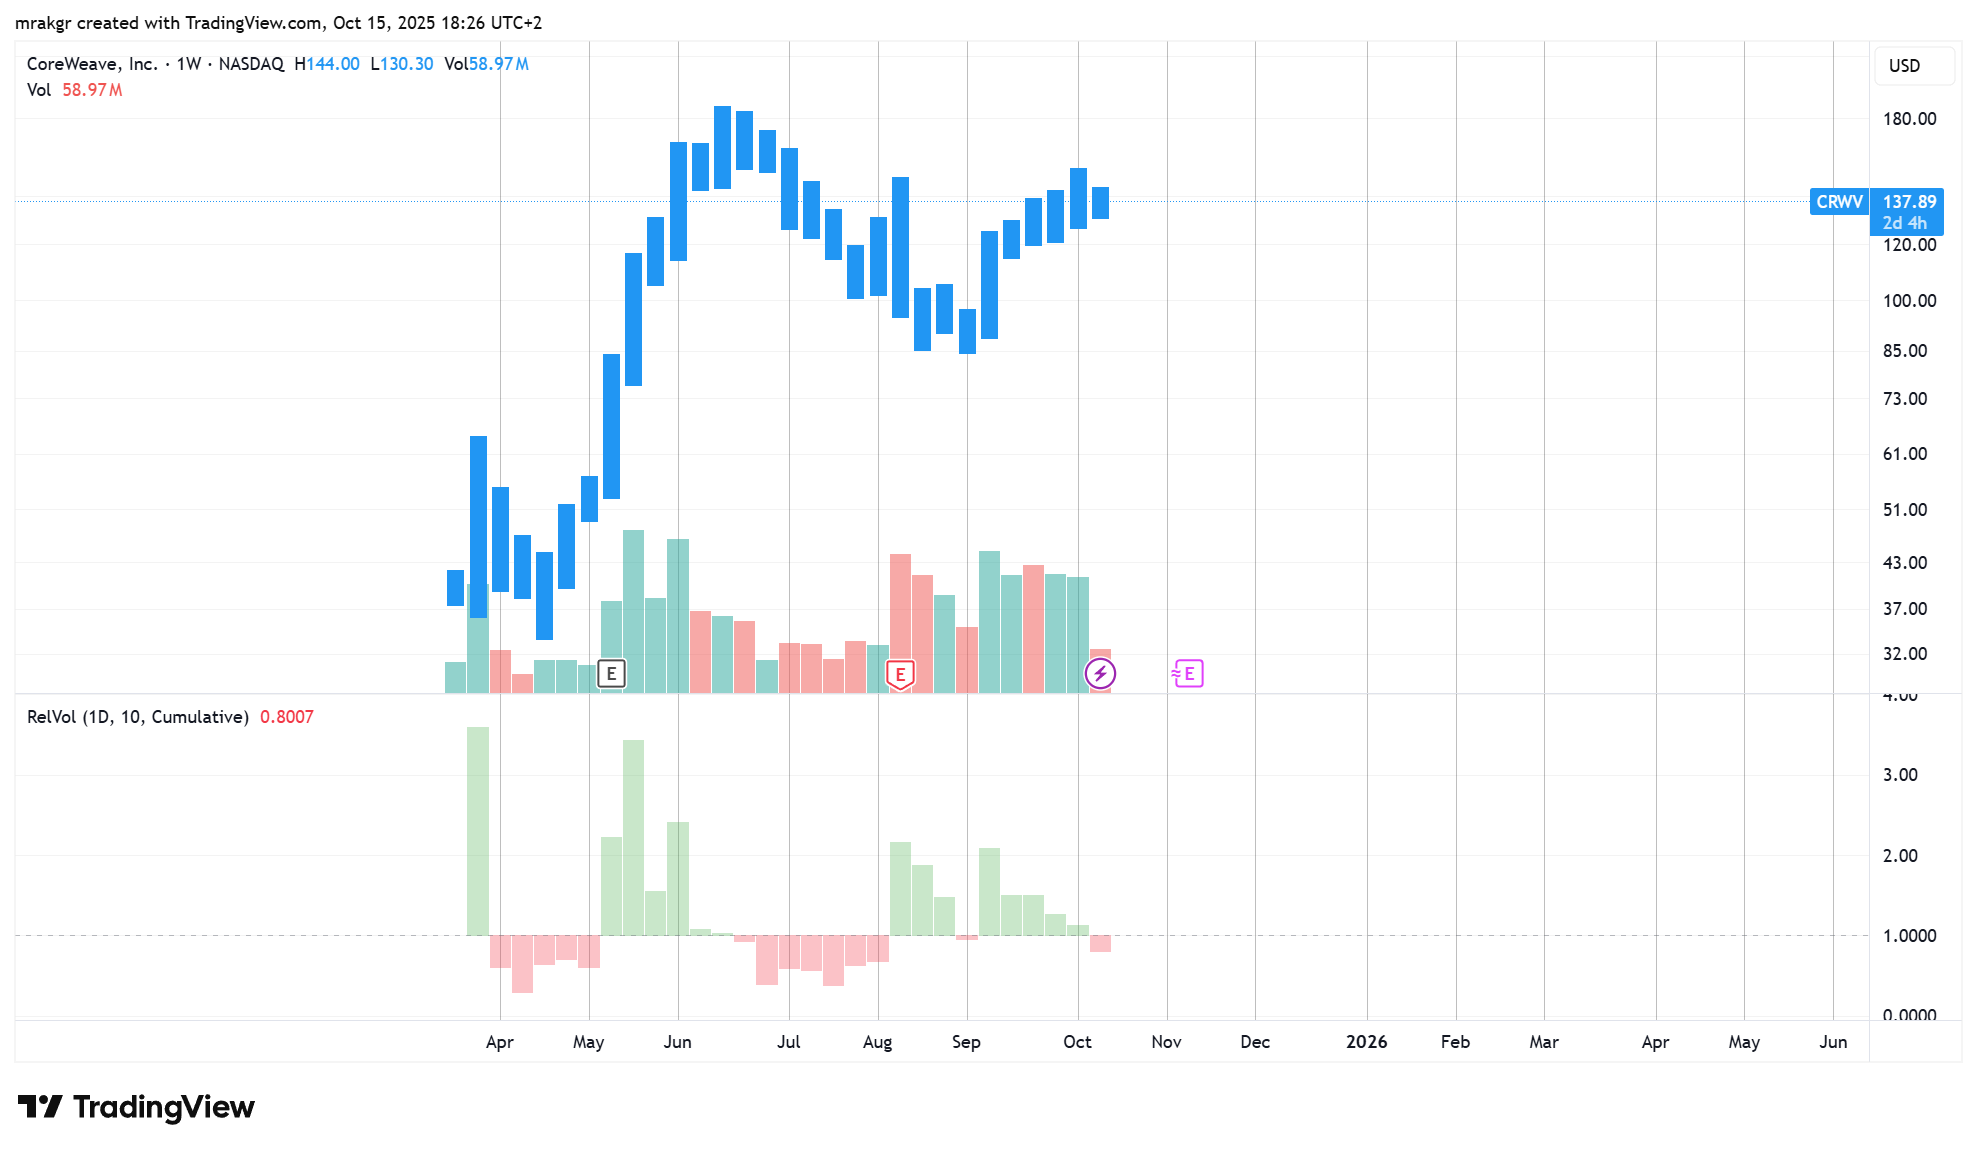 mrakgr created with TradingView.com, Oct 15, 2025 18:26 UTC+2
CoreWeave, Inc. · 1W · NASDAQ H144.00 L130.30 Vol58.97M
Vol 58.97M
USD
180.00
CRWV 137.89
2d 4h
120.00
100.00
85.00
73.00
61.00
51.00
43.00
37.00
32.00
E
E
≈E
4.00
RelVol (1D, 10, Cumulative) 0.8007
3.00
2.00
1.0000
0.0000
Apr May Jun Jul Aug Sep Oct Nov Dec 2026 Feb Mar Apr May Jun
TradingView